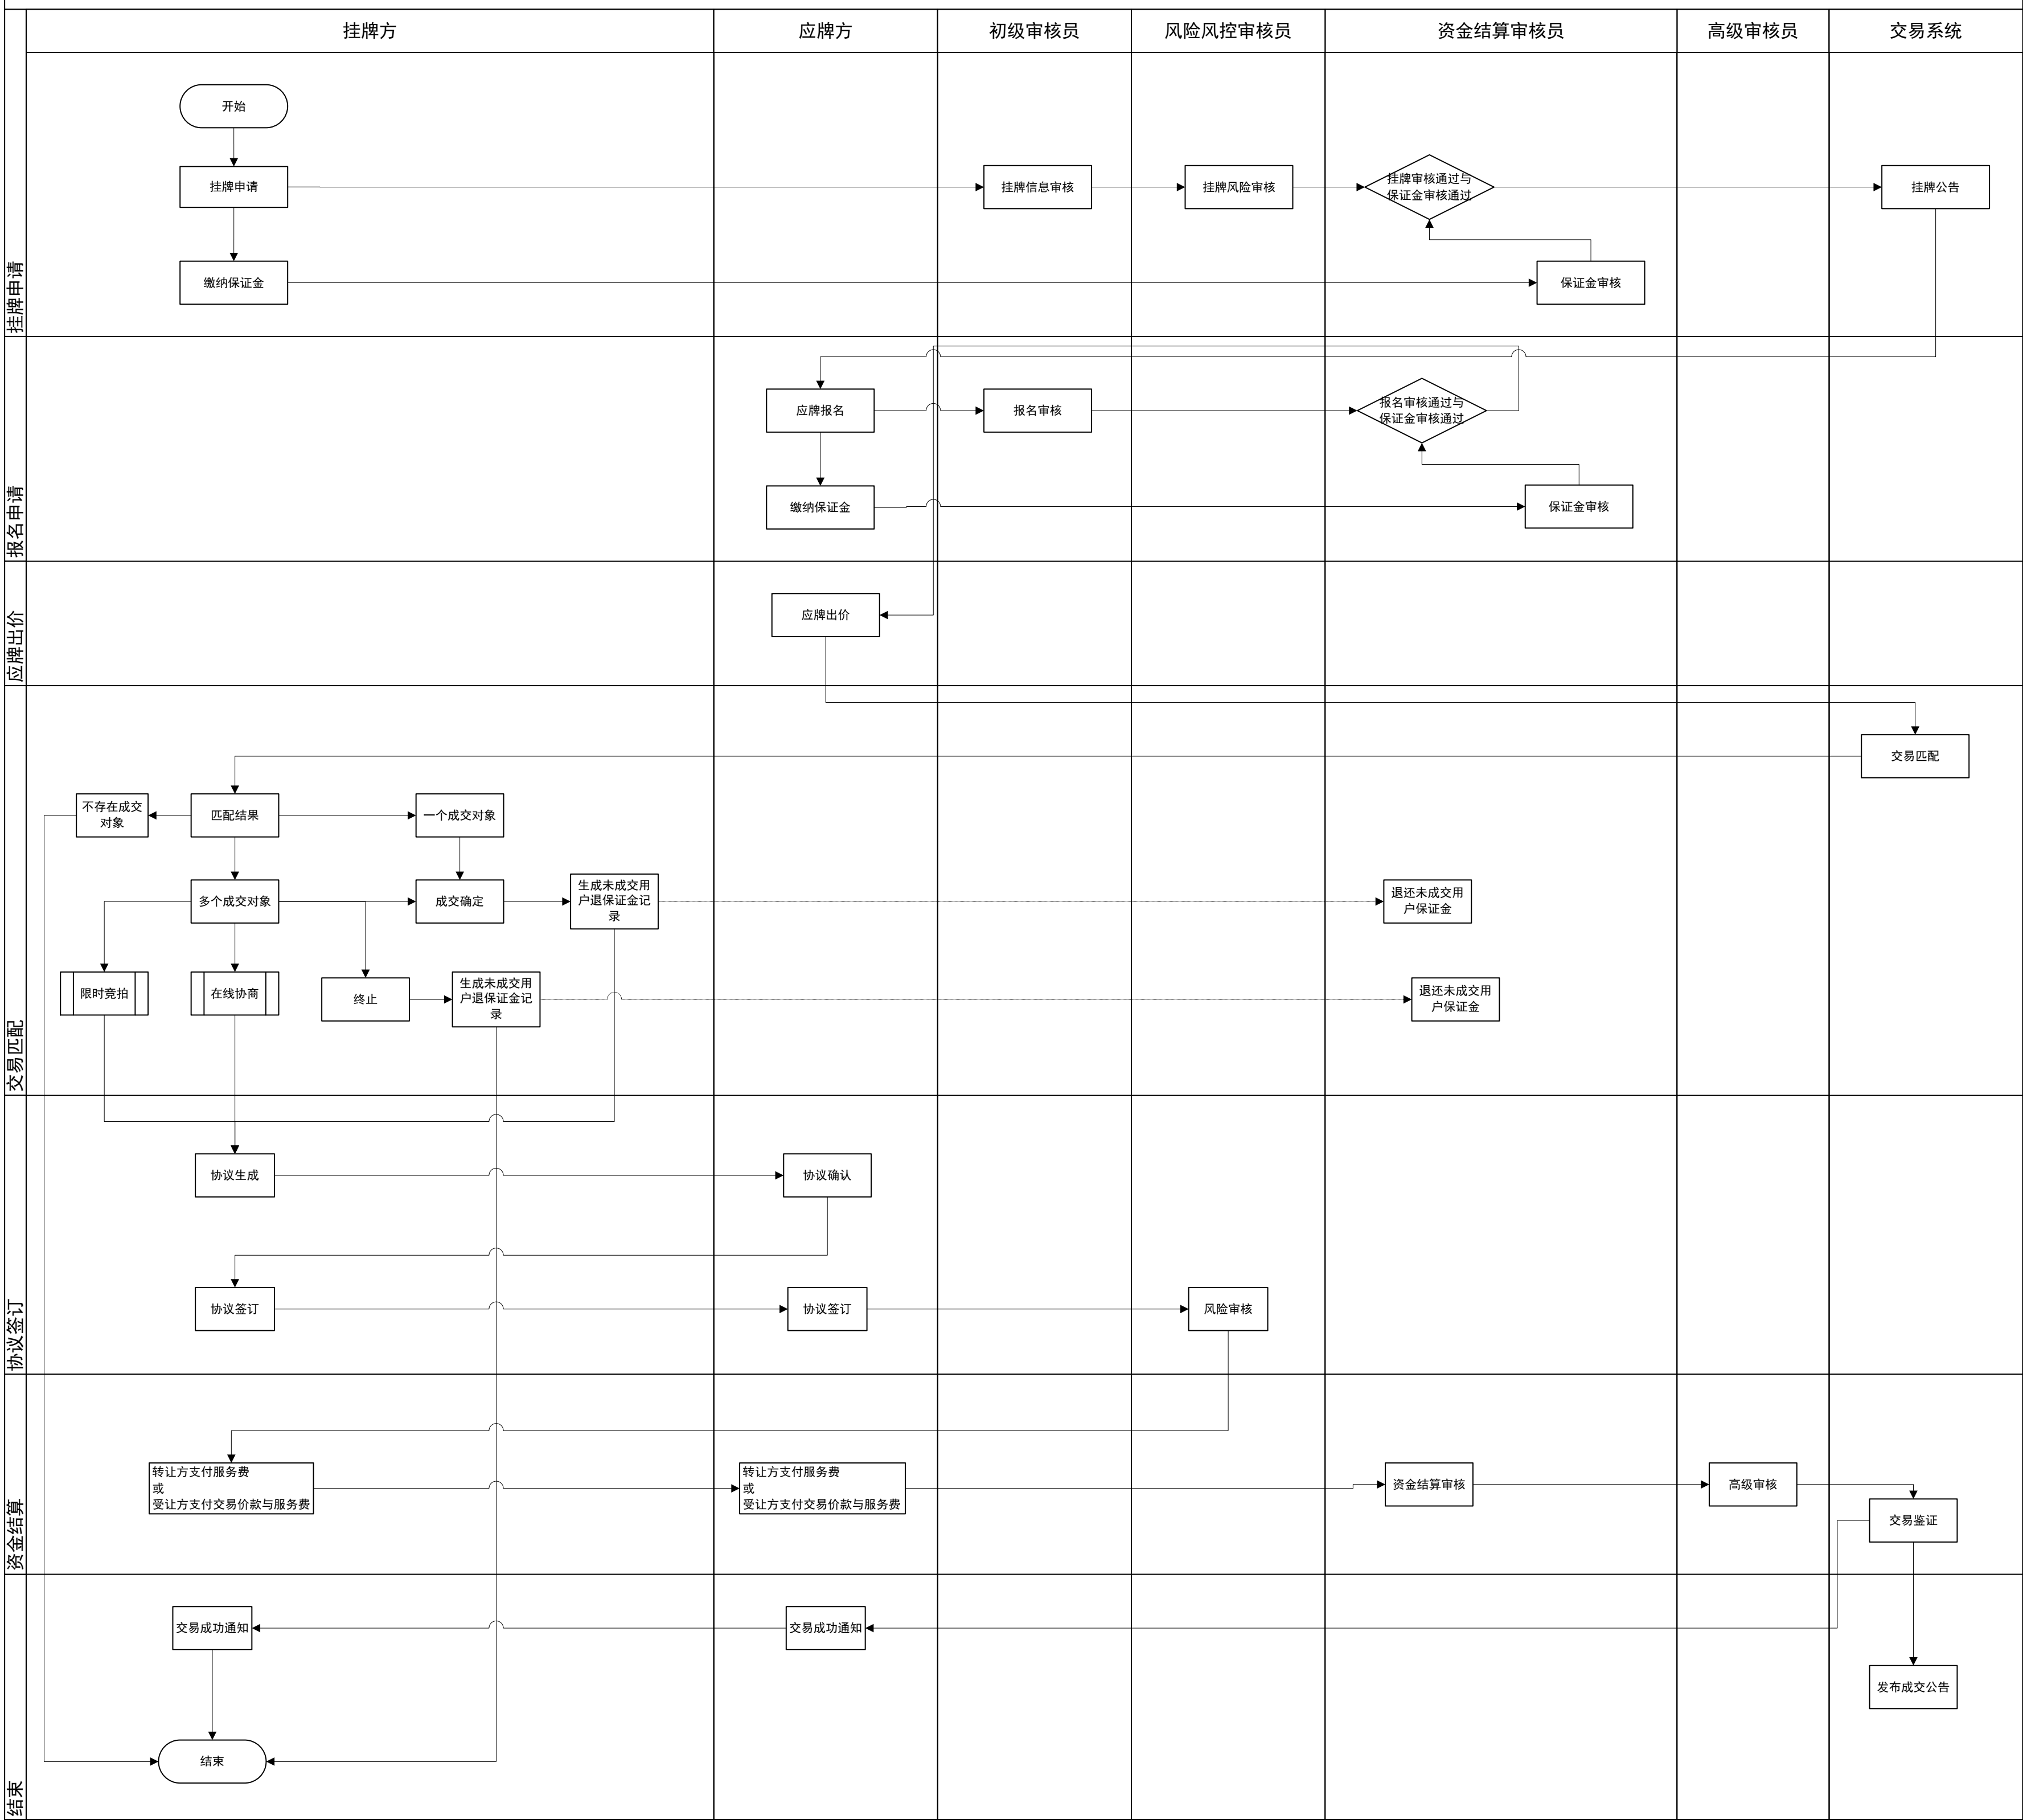 挂牌方
应牌方
初级审核员
风险风控审核员
资金结算审核员
高级审核员
交易系统
挂牌申请
开始
挂牌申请
挂牌信息审核
挂牌风险审核
挂牌审核通过与
保证金审核通过
挂牌公告
缴纳保证金
保证金审核
报名申请
应牌报名
报名审核
报名审核通过与
保证金审核通过
缴纳保证金
保证金审核
应牌出价
应牌出价
交易匹配
交易匹配
不存在成交
对象
匹配结果
一个成交对象
多个成交对象
成交确定
生成未成交用
户退保证金记
录
退还未成交用
户保证金
限时竞拍
在线协商
终止
生成未成交用
户退保证金记
录
退还未成交用
户保证金
协议签订
协议生成
协议确认
协议签订
协议签订
风险审核
资金结算
转让方支付服务费
或
受让方支付交易价款与服务费
转让方支付服务费
或
受让方支付交易价款与服务费
资金结算审核
高级审核
交易鉴证
结束
交易成功通知
交易成功通知
发布成交公告
结束